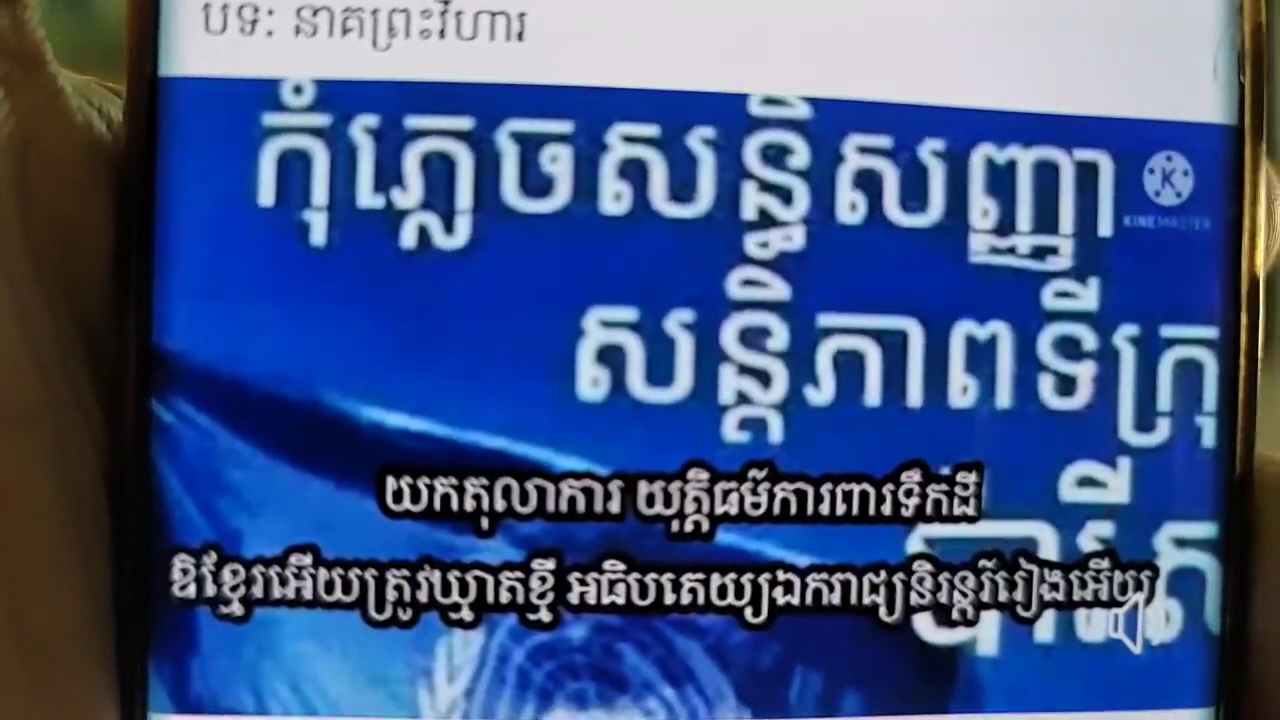 បទ: នាគព្រះវិហារ
កុំភ្លេចសន្ធិសញ្ញា
KINEMASTER
សន្តិភាពទីក្រុ
យកតុលាការ យុត្តិធម៌ការពារទឹកដី
ឱខ្មែរអើយត្រូវឃ្មាតខ្មី អធិបតេយ្យឯករាជ្យនិរន្តរ៍រៀងអើយ